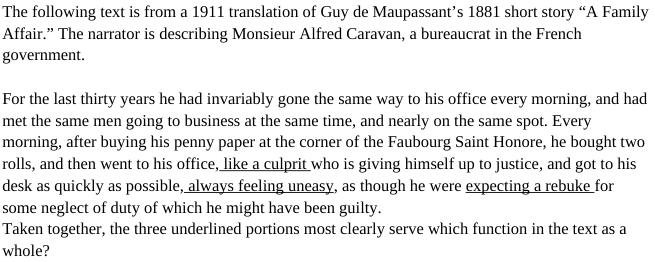 The following text is from a 1911 translation of Guy de Maupassant’s 1881 short story “A Family
Affair.” The narrator is describing Monsieur Alfred Caravan, a bureaucrat in the French
government.
For the last thirty years he had invariably gone the same way to his office every morning, and had
met the same men going to business at the same time, and nearly on the same spot. Every
morning, after buying his penny paper at the corner of the Faubourg Saint Honore, he bought two
rolls, and then went to his office, like a culprit who is giving himself up to justice, and got to his
desk as quickly as possible, always feeling uneasy, as though he were expecting a rebuke for
some neglect of duty of which he might have been guilty.
Taken together, the three underlined portions most clearly serve which function in the text as a
whole?